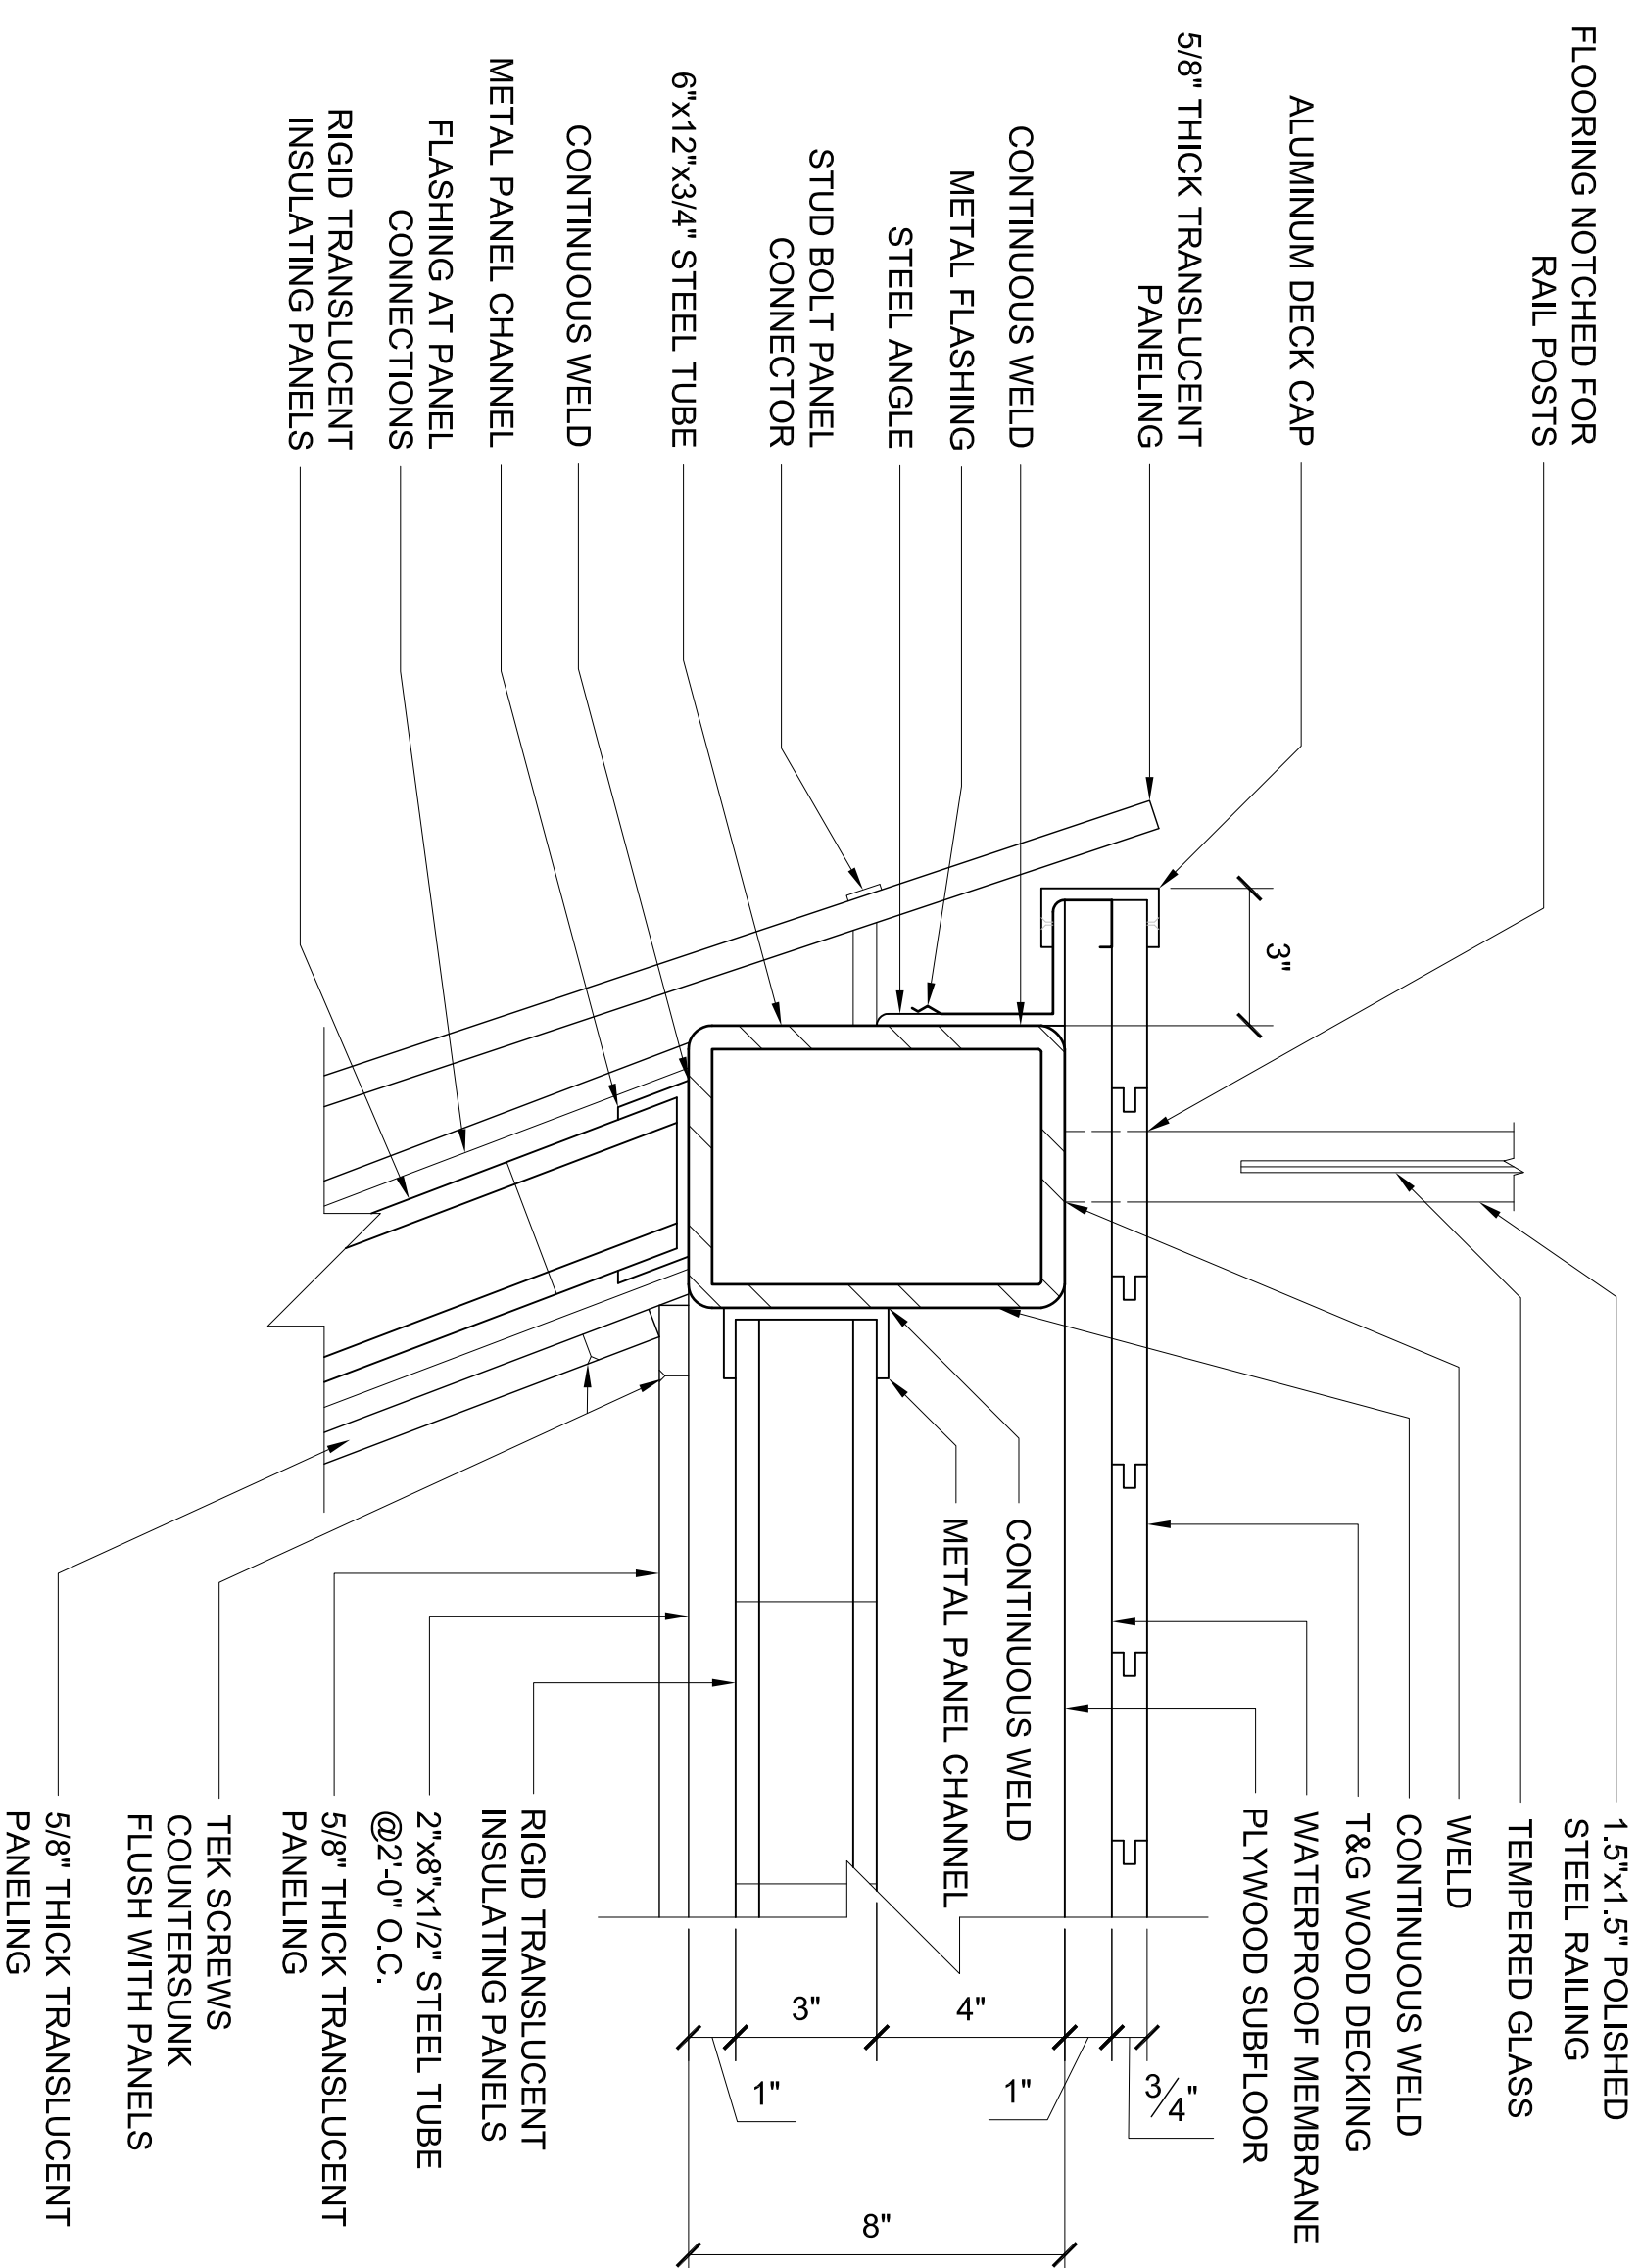 FLOORING NOTCHED FOR
RAIL POSTS
ALUMINUM DECK CAP
5/8" THICK TRANSLUCENT
PANELING
CONTINUOUS WELD
METAL FLASHING
STEEL ANGLE
STUD BOLT PANEL
CONNECTOR
6"x12"x3/4" STEEL TUBE
CONTINUOUS WELD
METAL PANEL CHANNEL
FLASHING AT PANEL
CONNECTIONS
RIGID TRANSLUCENT
INSULATING PANELS
3"
CONTINUOUS WELD
METAL PANEL CHANNEL
1.5"x1.5" POLISHED
STEEL RAILING
TEMPERED GLASS
WELD
CONTINUOUS WELD
T&G WOOD DECKING
WATERPROOF MEMBRANE
PLYWOOD SUBFLOOR
RIGID TRANSLUCENT
INSULATING PANELS
2"x8"x1/2" STEEL TUBE
@2'-0" O.C.
5/8" THICK TRANSLUCENT
PANELING
TEK SCREWS
COUNTERSUNK
FLUSH WITH PANELS
5/8" THICK TRANSLUCENT
PANELING
3/4"
1"
4"
3"
1"
8"